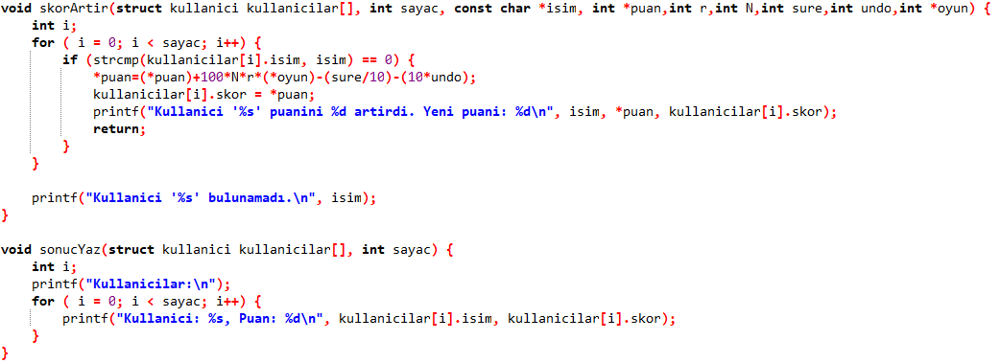 void skorArtir(struct kullanici kullanicilar[], int sayac, const char *isim, int *puan,int r,int N,int sure,int undo,int *oyun) {
    int i;
    for ( i = 0; i < sayac; i++) {
        if (strcmp(kullanicilar[i].isim, isim) == 0) {
            *puan=(*puan)+100*N*r*(*oyun)-(sure/10)-(10*undo);
            kullanicilar[i].skor = *puan;
            printf("Kullanici '%s' puanini %d artirdi. Yeni puani: %d\n", isim, *puan, kullanicilar[i].skor);
            return;
        }
    }
    printf("Kullanici '%s' bulunamadı.\n", isim);
}
void sonucYaz(struct kullanici kullanicilar[], int sayac) {
    int i;
    printf("Kullanicilar:\n");
    for ( i = 0; i < sayac; i++) {
        printf("Kullanici: %s, Puan: %d\n", kullanicilar[i].isim, kullanicilar[i].skor);
    }
}